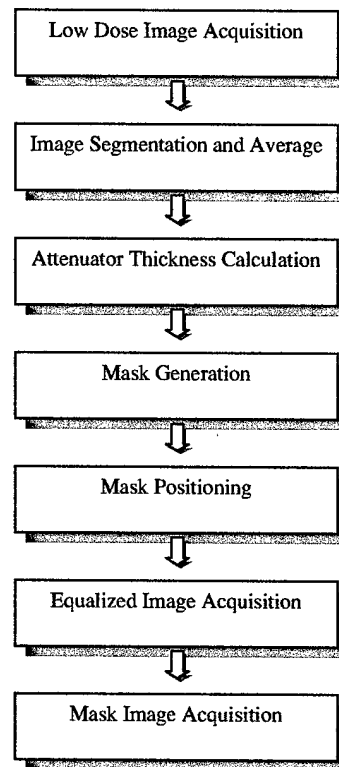 Low Dose Image Acquisition
Image Segmentation and Average
Attenuator Thickness Calculation
Mask Generation
Mask Positioning
Equalized Image Acquisition
Mask Image Acquisition